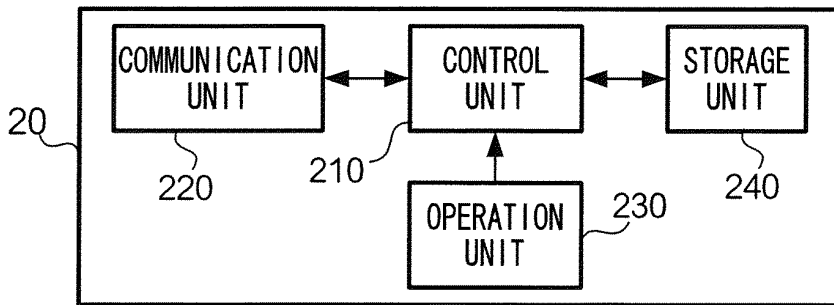 COMMUNICATION
UNIT
CONTROL
UNIT
STORAGE
UNIT
20
220
210
240
OPERATION
UNIT
230